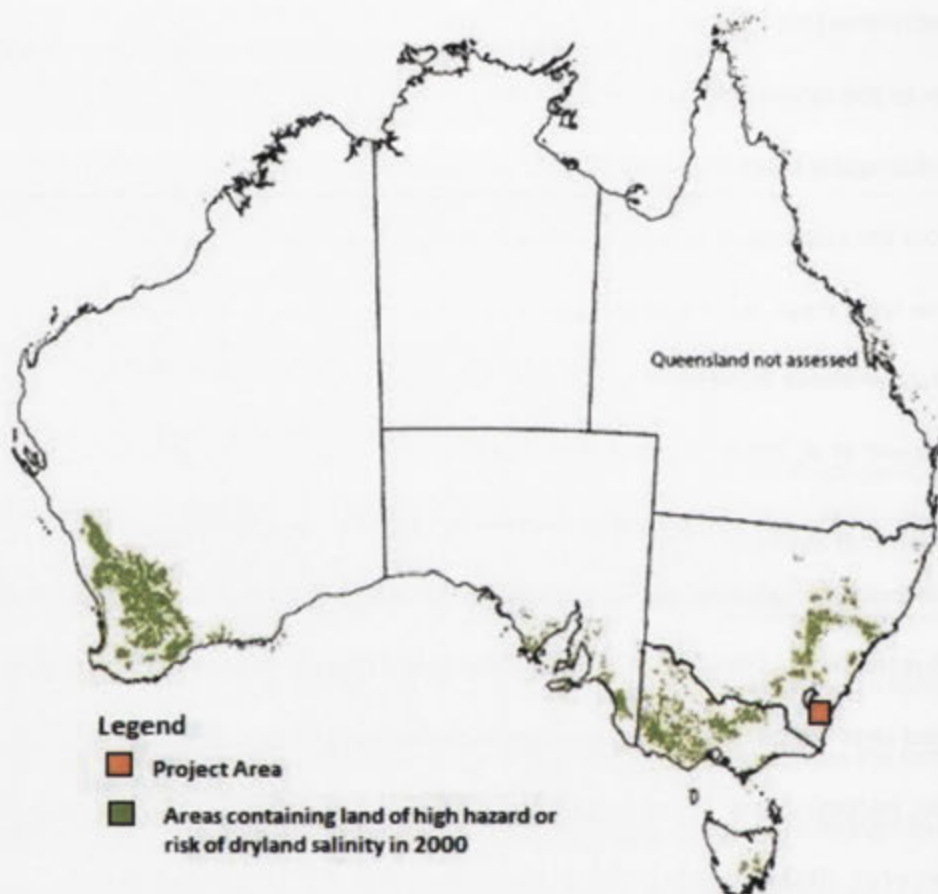 Queensland not assessed
Legend
Project Area
Areas containing land of high hazard or
risk of dryland salinity in 2000